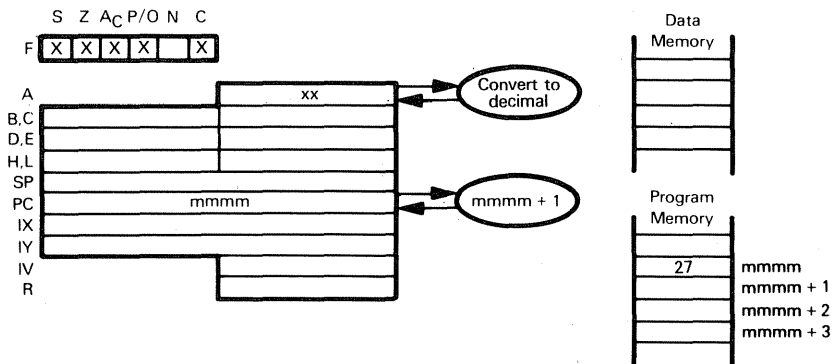 S Z AC P/O N C
F X X X X X
A xx
Convert to
decimal
B,C
D,E
H,L
SP
PC mmmm mmmm + 1
IX
IY
IV
R
Data
Memory
Program
Memory
27 mmmm
mmmm + 1
mmmm + 2
mmmm + 3